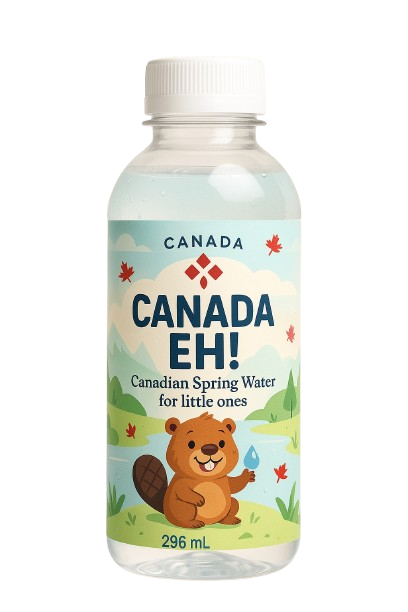 CANADA
CANADA
EH!
Canadian Spring Water
for little ones
296 mL